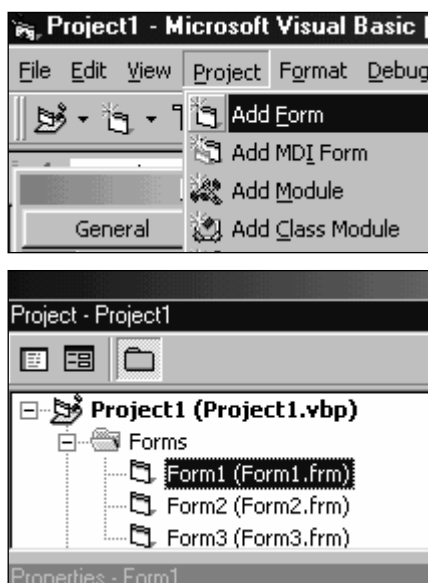 Project1 - Microsoft Visual Basic [
File Edit View Project Format Debug
Add Form
Add MDI Form
Add Module
General
Add Class Module
Project - Project1
Project1 (Project1.vbp)
Forms
Form1 (Form1.frm)
Form2 (Form2.frm)
Form3 (Form3.frm)
Properties - Form1